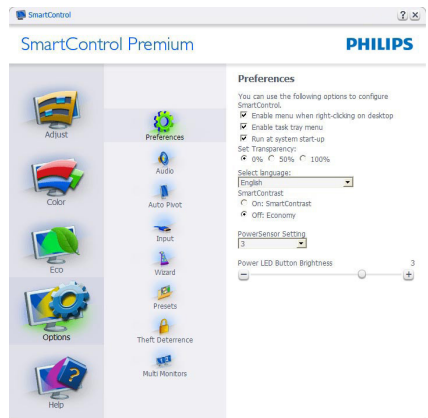 SmartControl
SmartControl Premium
PHILIPS
Adjust
Color
Eco
Options
Help
Preferences
Audio
Auto Pivot
Input
Wizard
Presets
Theft Deterrence
Multi Monitors
Preferences
You can use the following options to configure
SmartControl.
Enable menu when right-clicking on desktop
Enable task tray menu
Run at system start-up
Set Transparency:
0% 50% 100%
Select language:
English
SmartContrast
On: SmartContrast
Off: Economy
PowerSensor Setting
3
Power LED Button Brightness 3